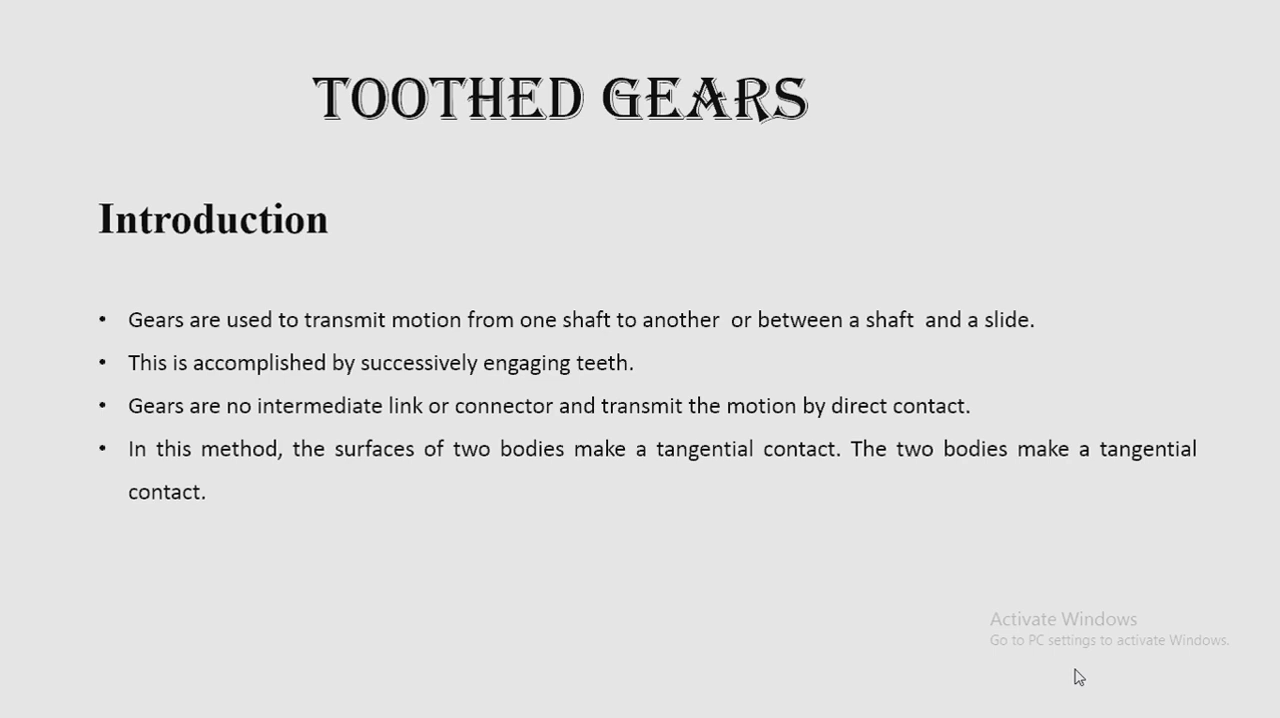 TOOTHED GEARS
Introduction
• Gears are used to transmit motion from one shaft to another  or between a shaft  and a slide.
• This is accomplished by successively engaging teeth.
• Gears are no intermediate link or connector and transmit the motion by direct contact.
• In this method, the surfaces of two bodies make a tangential contact. The two bodies make a tangential
contact.
Activate Windows
Go to PC settings to activate Windows.